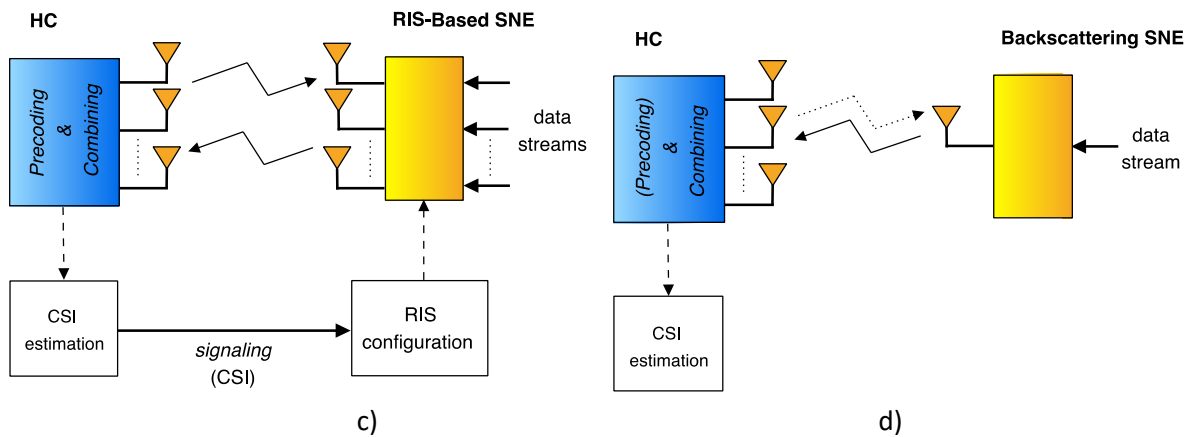 HC
RIS-Based SNE
Precoding
&
Combining
data
streams
CSI
estimation
signaling
(CSI)
RIS
configuration
c)
HC
Backscattering SNE
(Precoding)
&
Combining
data
stream
CSI
estimation
d)